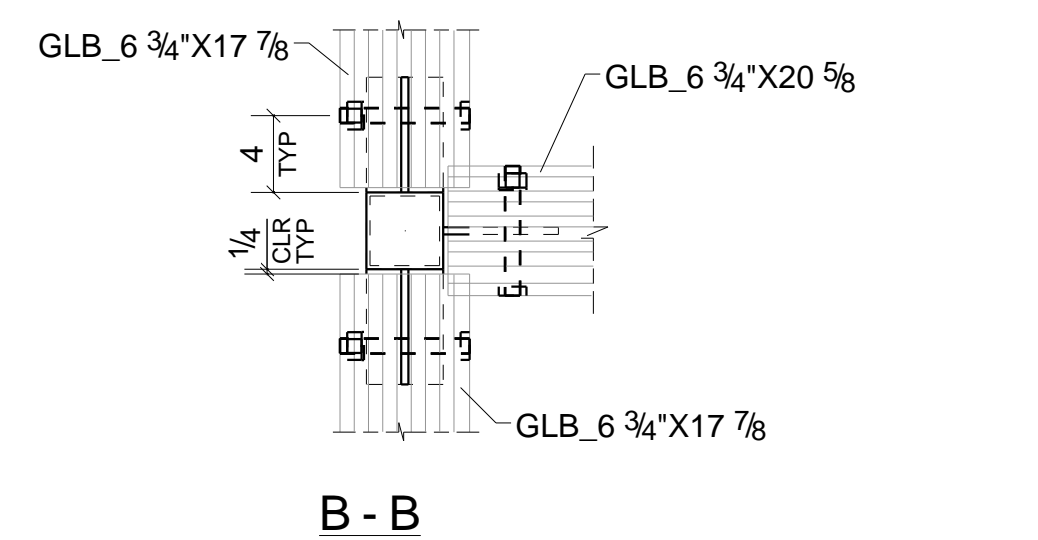 GLB_6 3/4"X17 7/8
GLB_6 3/4"X20 5/8
4
TYP
1/4
CLR
TYP
GLB_6 3/4"X17 7/8
B - B